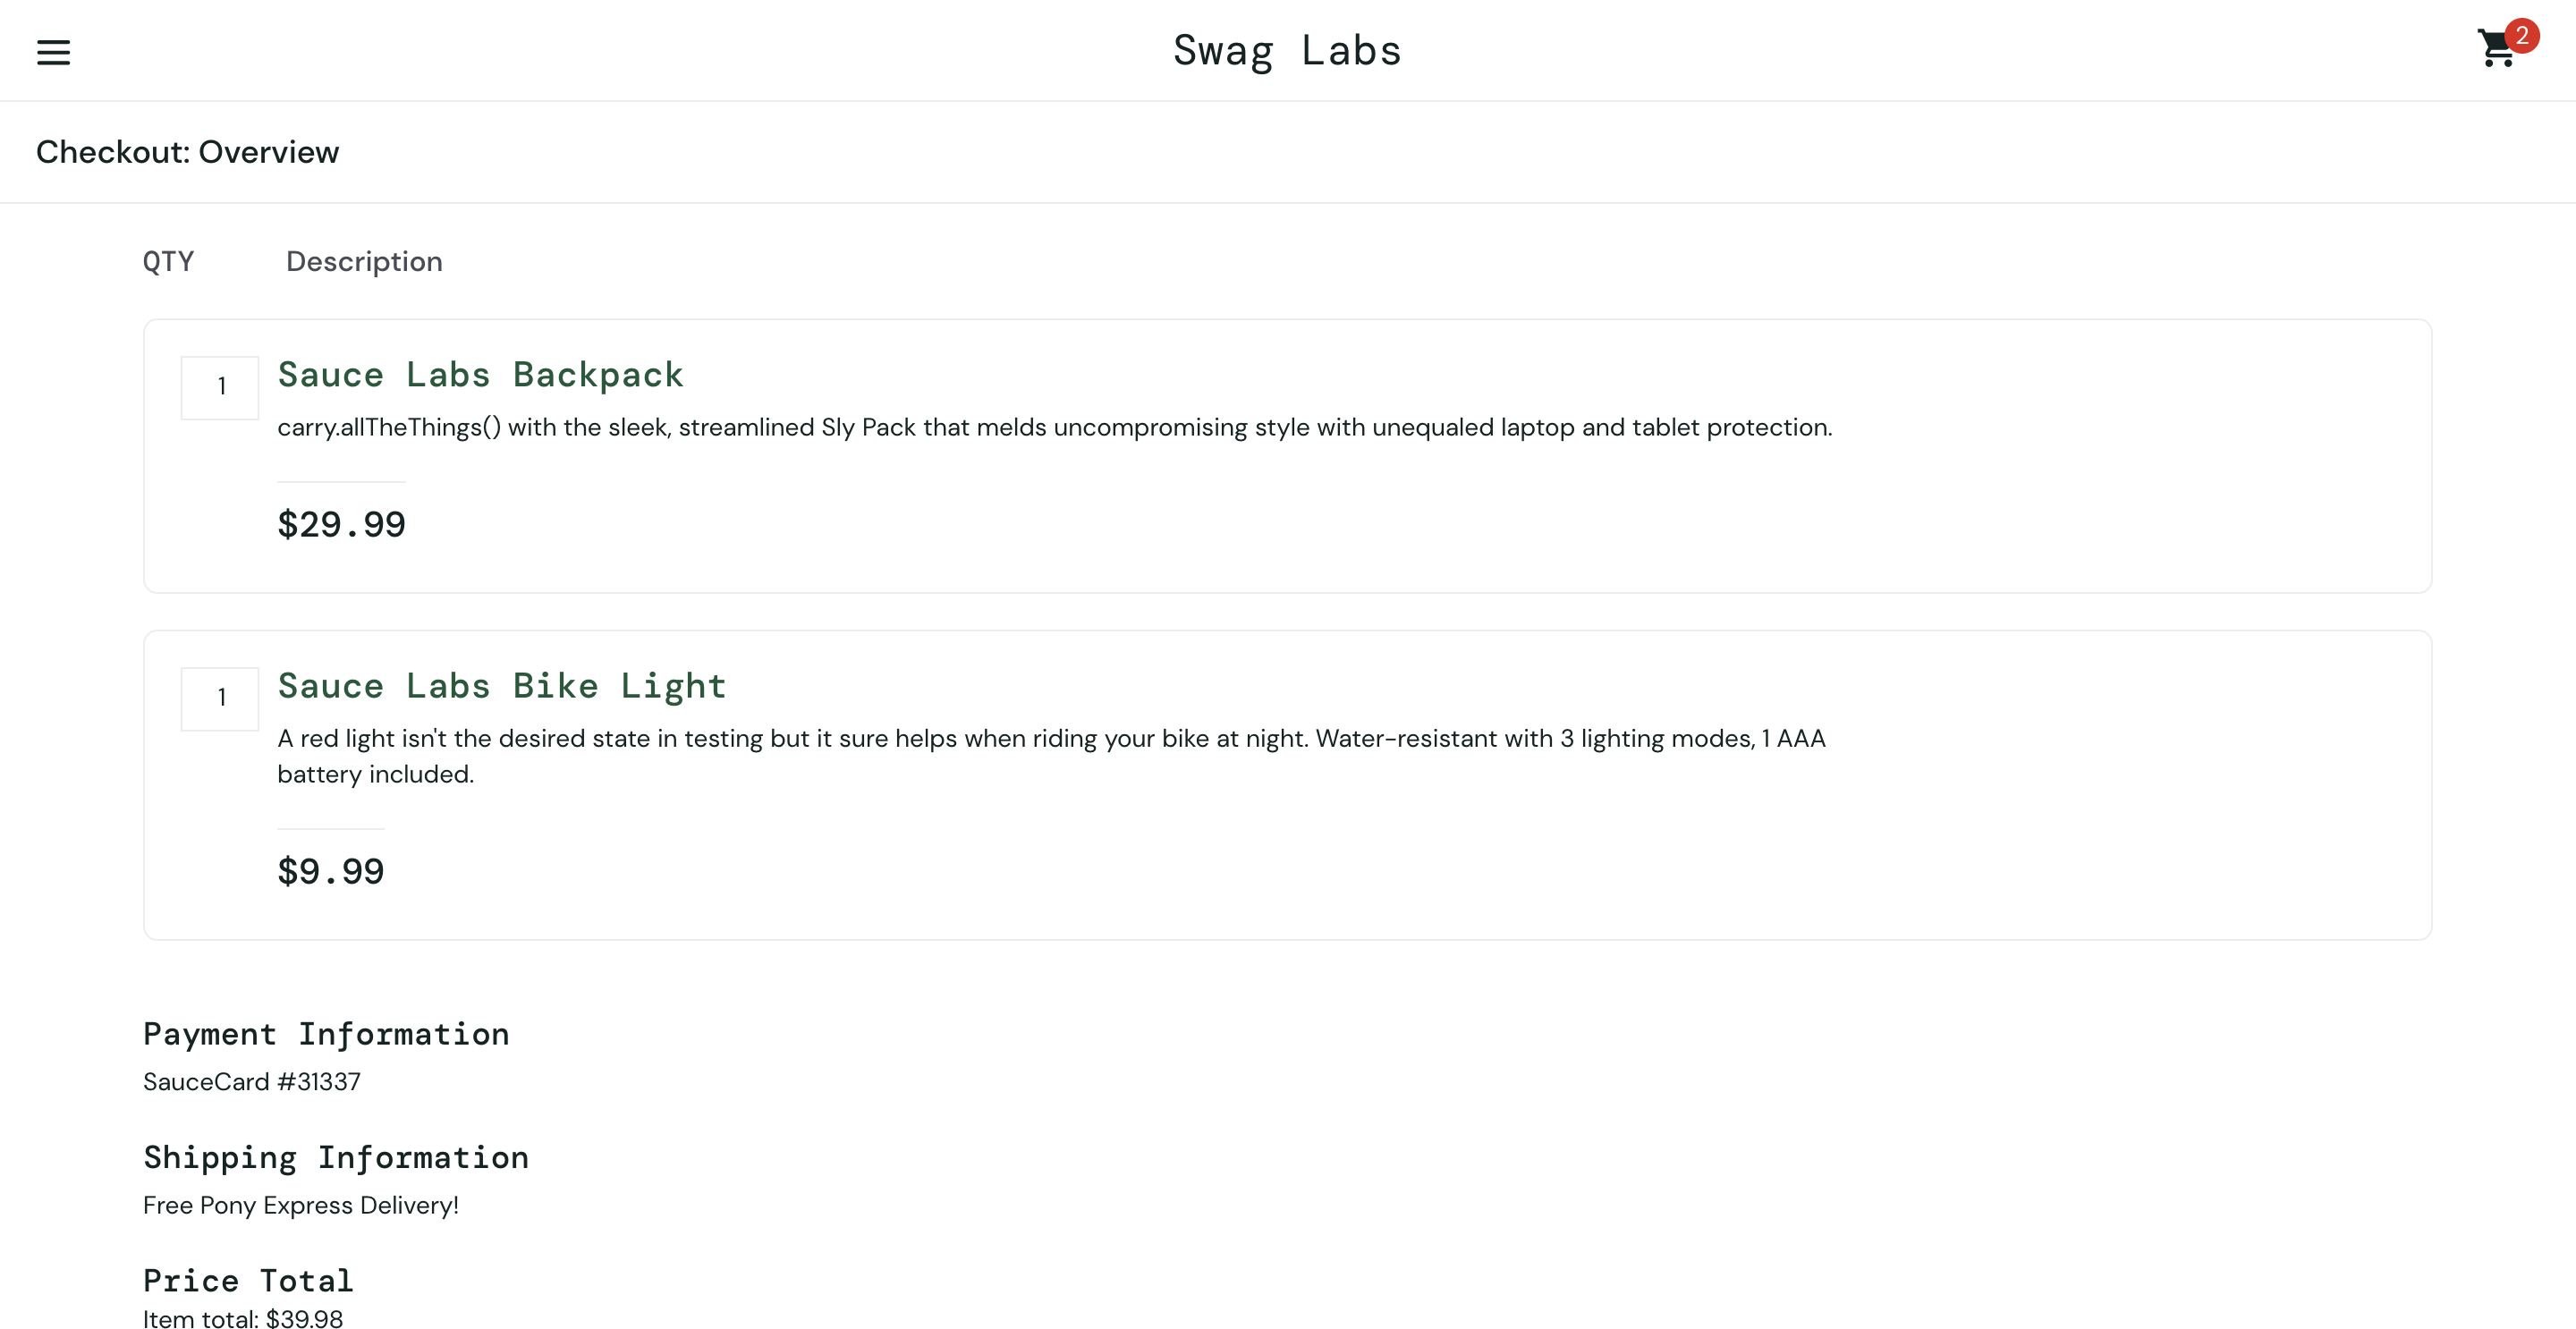 Swag Labs
2
Checkout: Overview
QTY Description
1
Sauce Labs Backpack
carry.allTheThings() with the sleek, streamlined Sly Pack that melds uncompromising style with unequaled laptop and tablet protection.
$29.99
1
Sauce Labs Bike Light
A red light isn't the desired state in testing but it sure helps when riding your bike at night. Water-resistant with 3 lighting modes, 1 AAA
battery included.
$9.99
Payment Information
SauceCard #31337
Shipping Information
Free Pony Express Delivery!
Price Total
Item total: $39.98